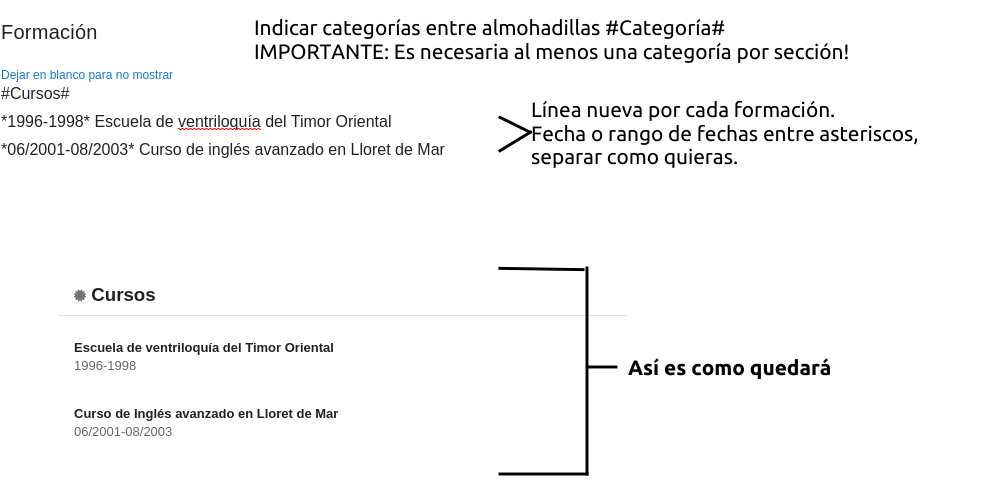 Formación
Indicar categorías entre almohadillas #Categoría#
IMPORTANTE: Es necesaria al menos una categoría por sección!
Dejar en blanco para no mostrar
#Cursos#
*1996-1998* Escuela de ventriloquía del Timor Oriental
*06/2001-08/2003* Curso de inglés avanzado en Lloret de Mar
Línea nueva por cada formación.
Fecha o rango de fechas entre asteriscos,
separar como quieras.
Cursos
Escuela de ventriloquía del Timor Oriental
1996-1998
Curso de Inglés avanzado en Lloret de Mar
06/2001-08/2003
Así es como quedará